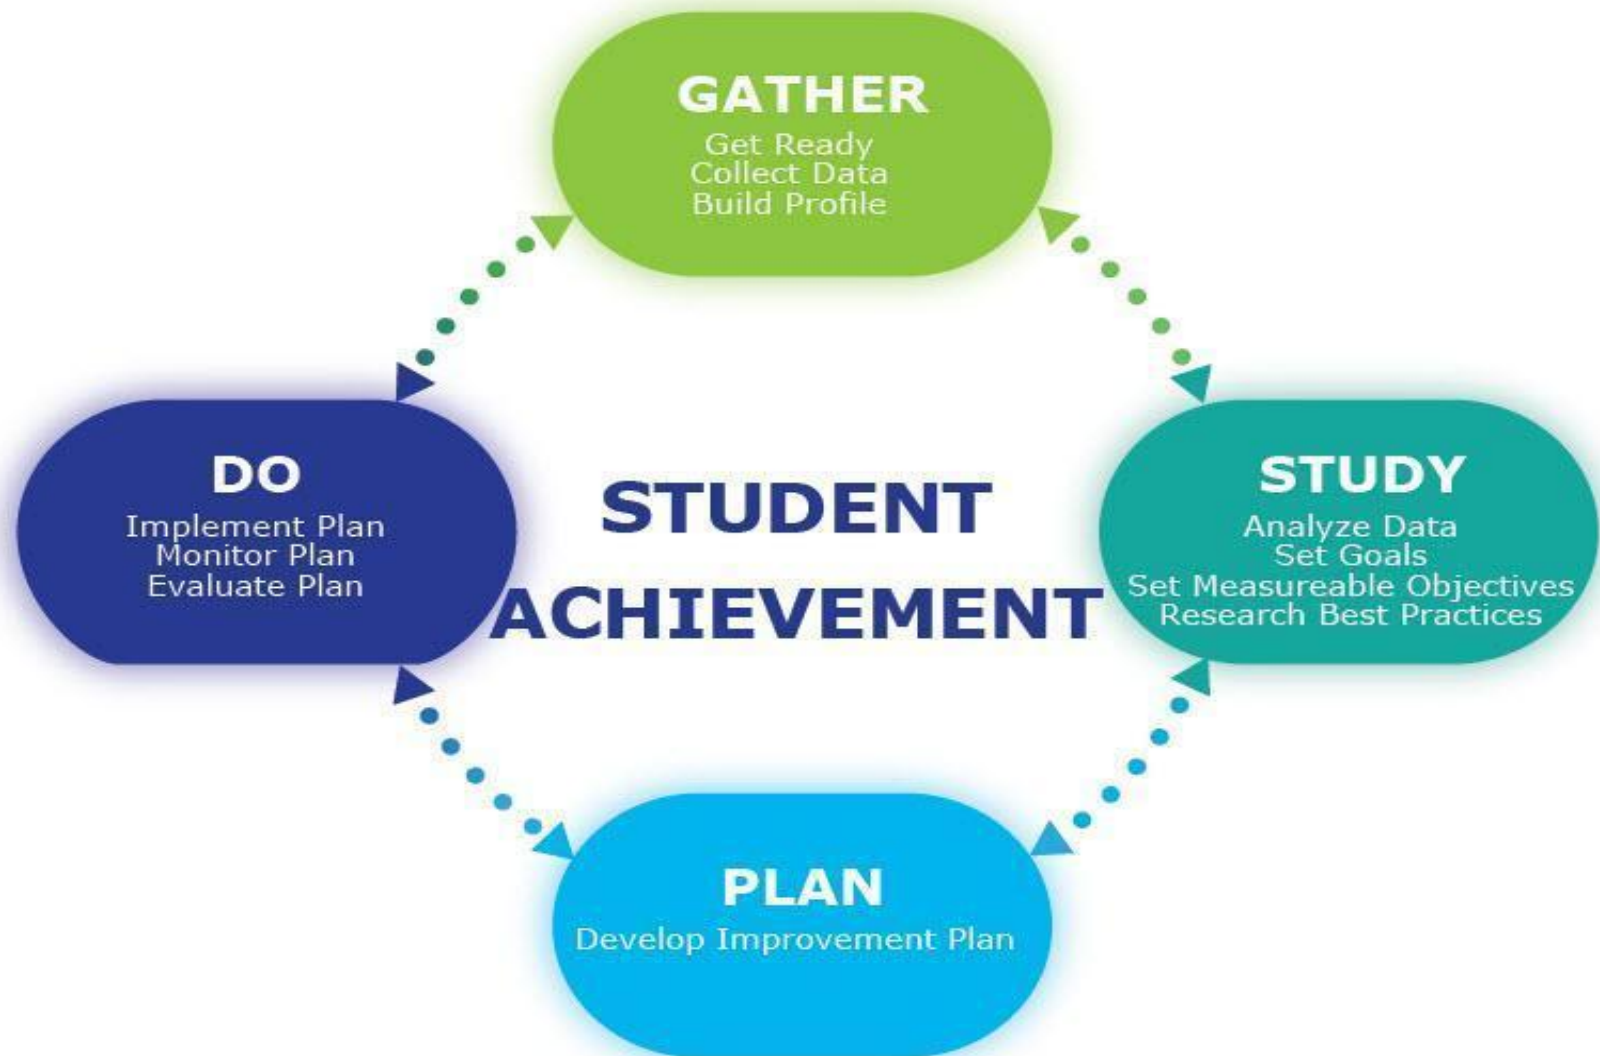 GATHER
Get Ready
Collect Data
Build Profile
DO
Implement Plan
Monitor Plan
Evaluate Plan
STUDENT
ACHIEVEMENT
STUDY
Analyze Data
Set Goals
Set Measureable Objectives
Research Best Practices
PLAN
Develop Improvement Plan